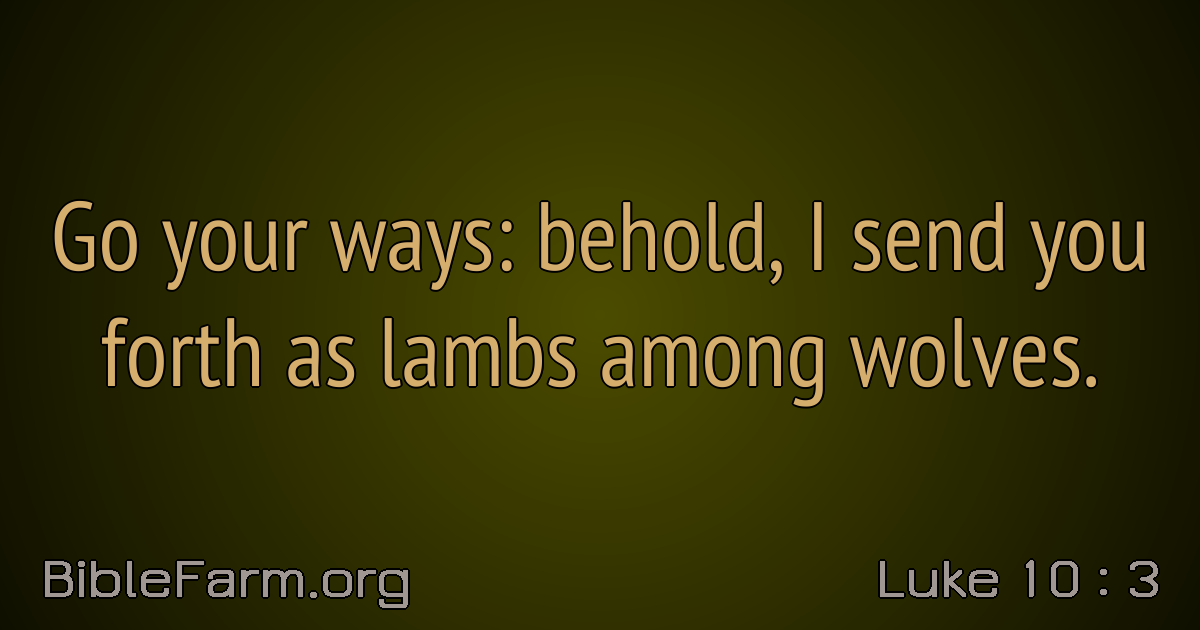 Go your ways: behold, I send you
forth as lambs among wolves.
BibleFarm.org
Luke 10 : 3